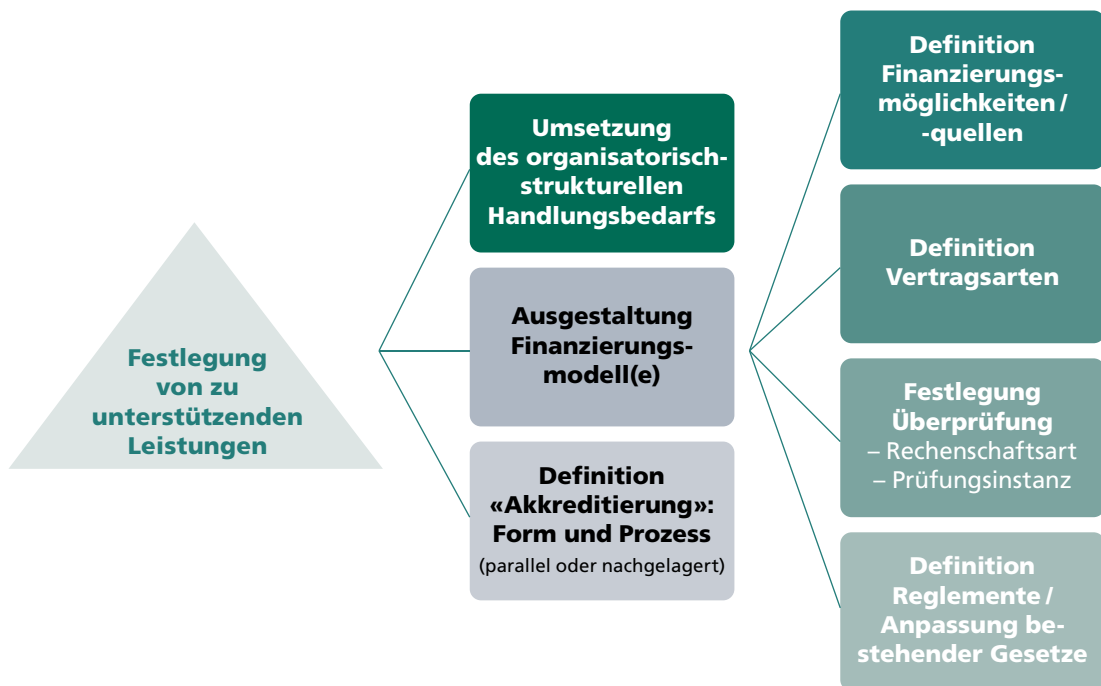 Festlegung
von zu
unterstützenden
Leistungen
Umsetzung
des organisatorisch-
strukturellen
Handlungsbedarfs
Ausgestaltung
Finanzierungs-
modell(e)
Definition
«Akkreditierung»:
Form und Prozess
(parallel oder nachgelagert)
Definition
Finanzierungs-
möglichkeiten /
-quellen
Definition
Vertragsarten
Festlegung
Überprüfung
– Rechenschaftsart
– Prüfungsinstanz
Definition
Reglemente /
Anpassung be-
stehender Gesetze